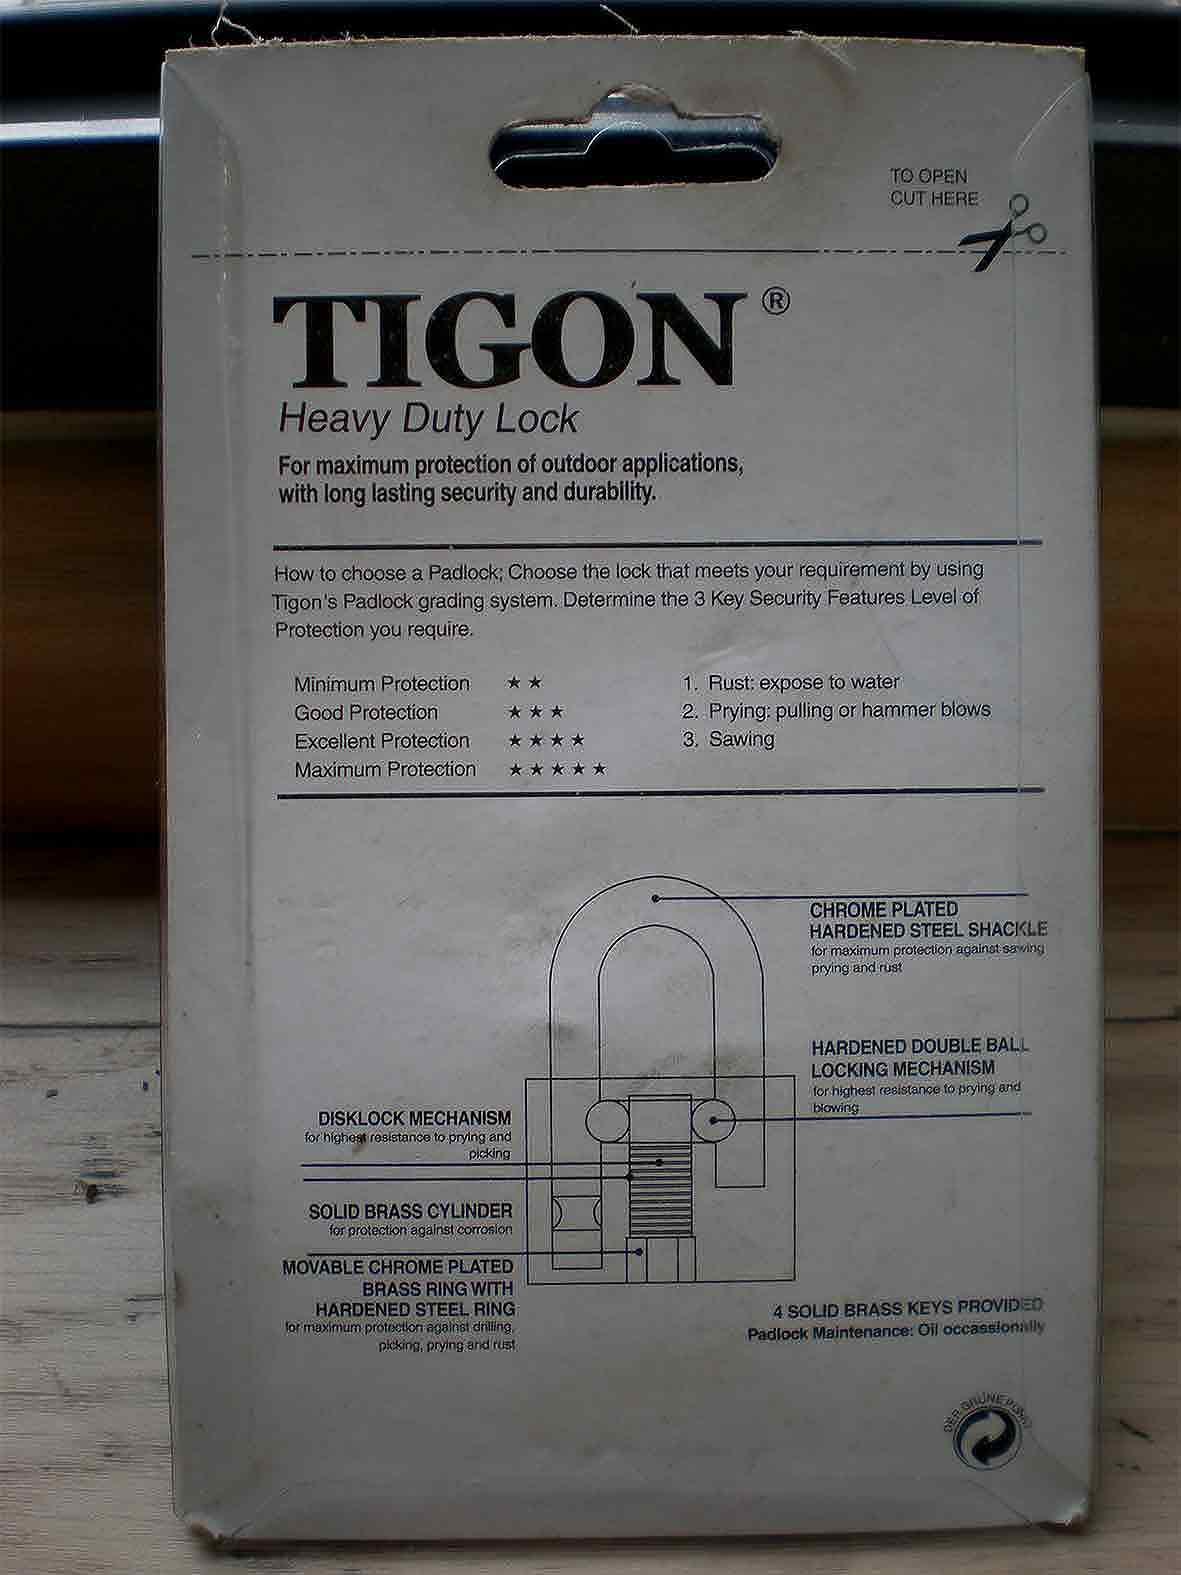 TO OPEN
CUT HERE
TIGON®
Heavy Duty Lock
For maximum protection of outdoor applications,
with long lasting security and durability.
How to choose a Padlock; Choose the lock that meets your requirement by using
Tigon's Padlock grading system. Determine the 3 Key Security Features Level of
Protection you require.
Minimum Protection ★ ★
Good Protection ★ ★ ★
Excellent Protection ★ ★ ★ ★
Maximum Protection ★ ★ ★ ★ ★
1. Rust: expose to water
2. Prying: pulling or hammer blows
3. Sawing
CHROME PLATED
HARDENED STEEL SHACKLE
for maximum protection against sawing
prying and rust
HARDENED DOUBLE BALL
LOCKING MECHANISM
for highest resistance to prying and
blowing
DISKLOCK MECHANISM
for highest resistance to prying and
picking
SOLID BRASS CYLINDER
for protection against corrosion
MOVABLE CHROME PLATED
BRASS RING WITH
HARDENED STEEL RING
for maximum protection against drilling,
picking, prying and rust
4 SOLID BRASS KEYS PROVIDED
Padlock Maintenance: Oil occassionally
DER GRÜNE PUNKT